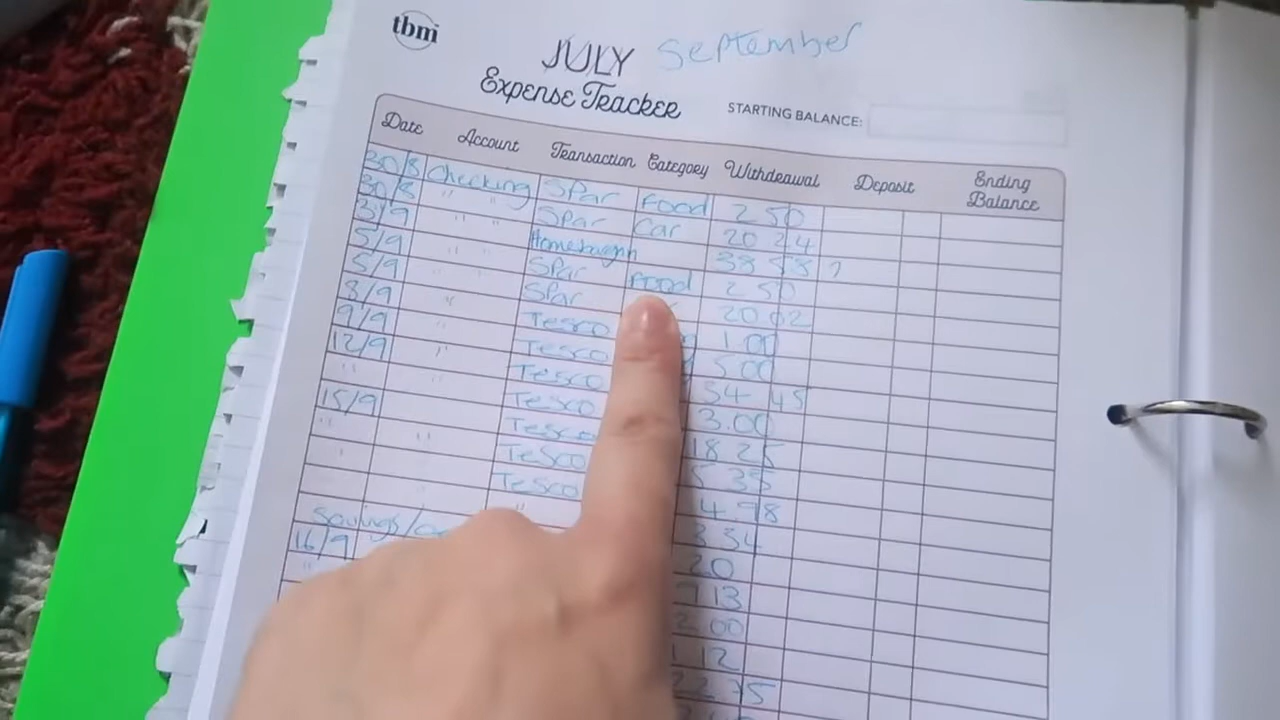 tbm
JULY September
Expense Tracker
STARTING BALANCE:
Date Account Transaction Category Withdrawal Deposit Ending Balance
30/8 Checking Spar Food 2 50
30/8 " " Spar Car 20 24
3/9 " " 38 58
5/9 " " Spar Food 2 50
5/9 " Spar 20 02
8/9 " Tesco 1 00
9/9 " Tesco 5 00
12/9 " Tesco 54 45
" " Tesco 3.00
15/9 Tesco 18 25
" " Tesco 5 35
" Tesco 4 98
" " 3 34
Savings/
16/9 20
" 713
2 00
1 12
22 75